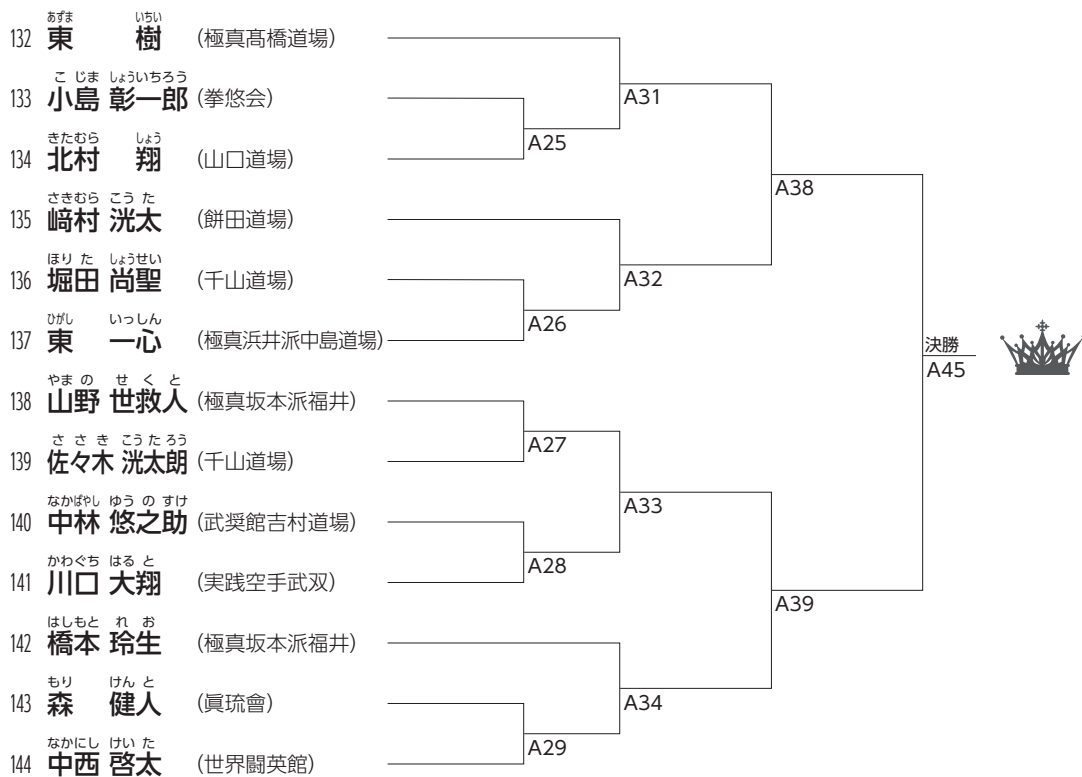 あずま いちい
132 東 樹 (極真髙橋道場)
こじま しょういちろう
133 小島 彰一郎 (拳悠会)
A31
A25
きたむら しょう
134 北村 翔 (山口道場)
A38
さきむら こうた
135 﨑村 洸太 (餅田道場)
ほりた しょうせい
136 堀田 尚聖 (千山道場)
A32
A26
ひがし いっしん
137 東 一心 (極真浜井派中島道場)
決勝
A45
やまの せくと
138 山野 世救人 (極真坂本派福井)
A27
ささき こうたろう
139 佐々木 洸太朗 (千山道場)
A33
なかばやし ゆうのすけ
140 中林 悠之助 (武奨館吉村道場)
A28
かわぐち はると
141 川口 大翔 (実践空手武双)
A39
はしもと れお
142 橋本 玲生 (極真坂本派福井)
もり けんと
143 森 健人 (眞琉會)
A34
A29
なかにし けいた
144 中西 啓太 (世界闘英館)